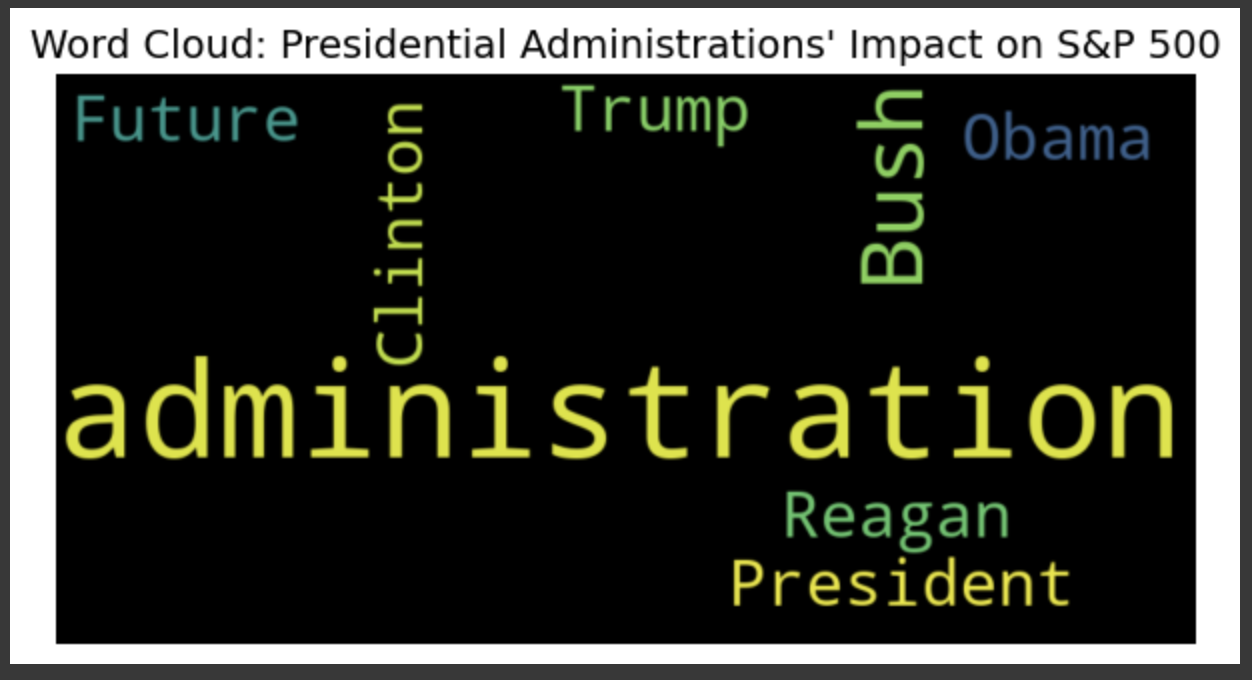 Word Cloud: Presidential Administrations' Impact on S&P 500
Future
Clinton
Trump
Bush
Obama
administration
Reagan
President